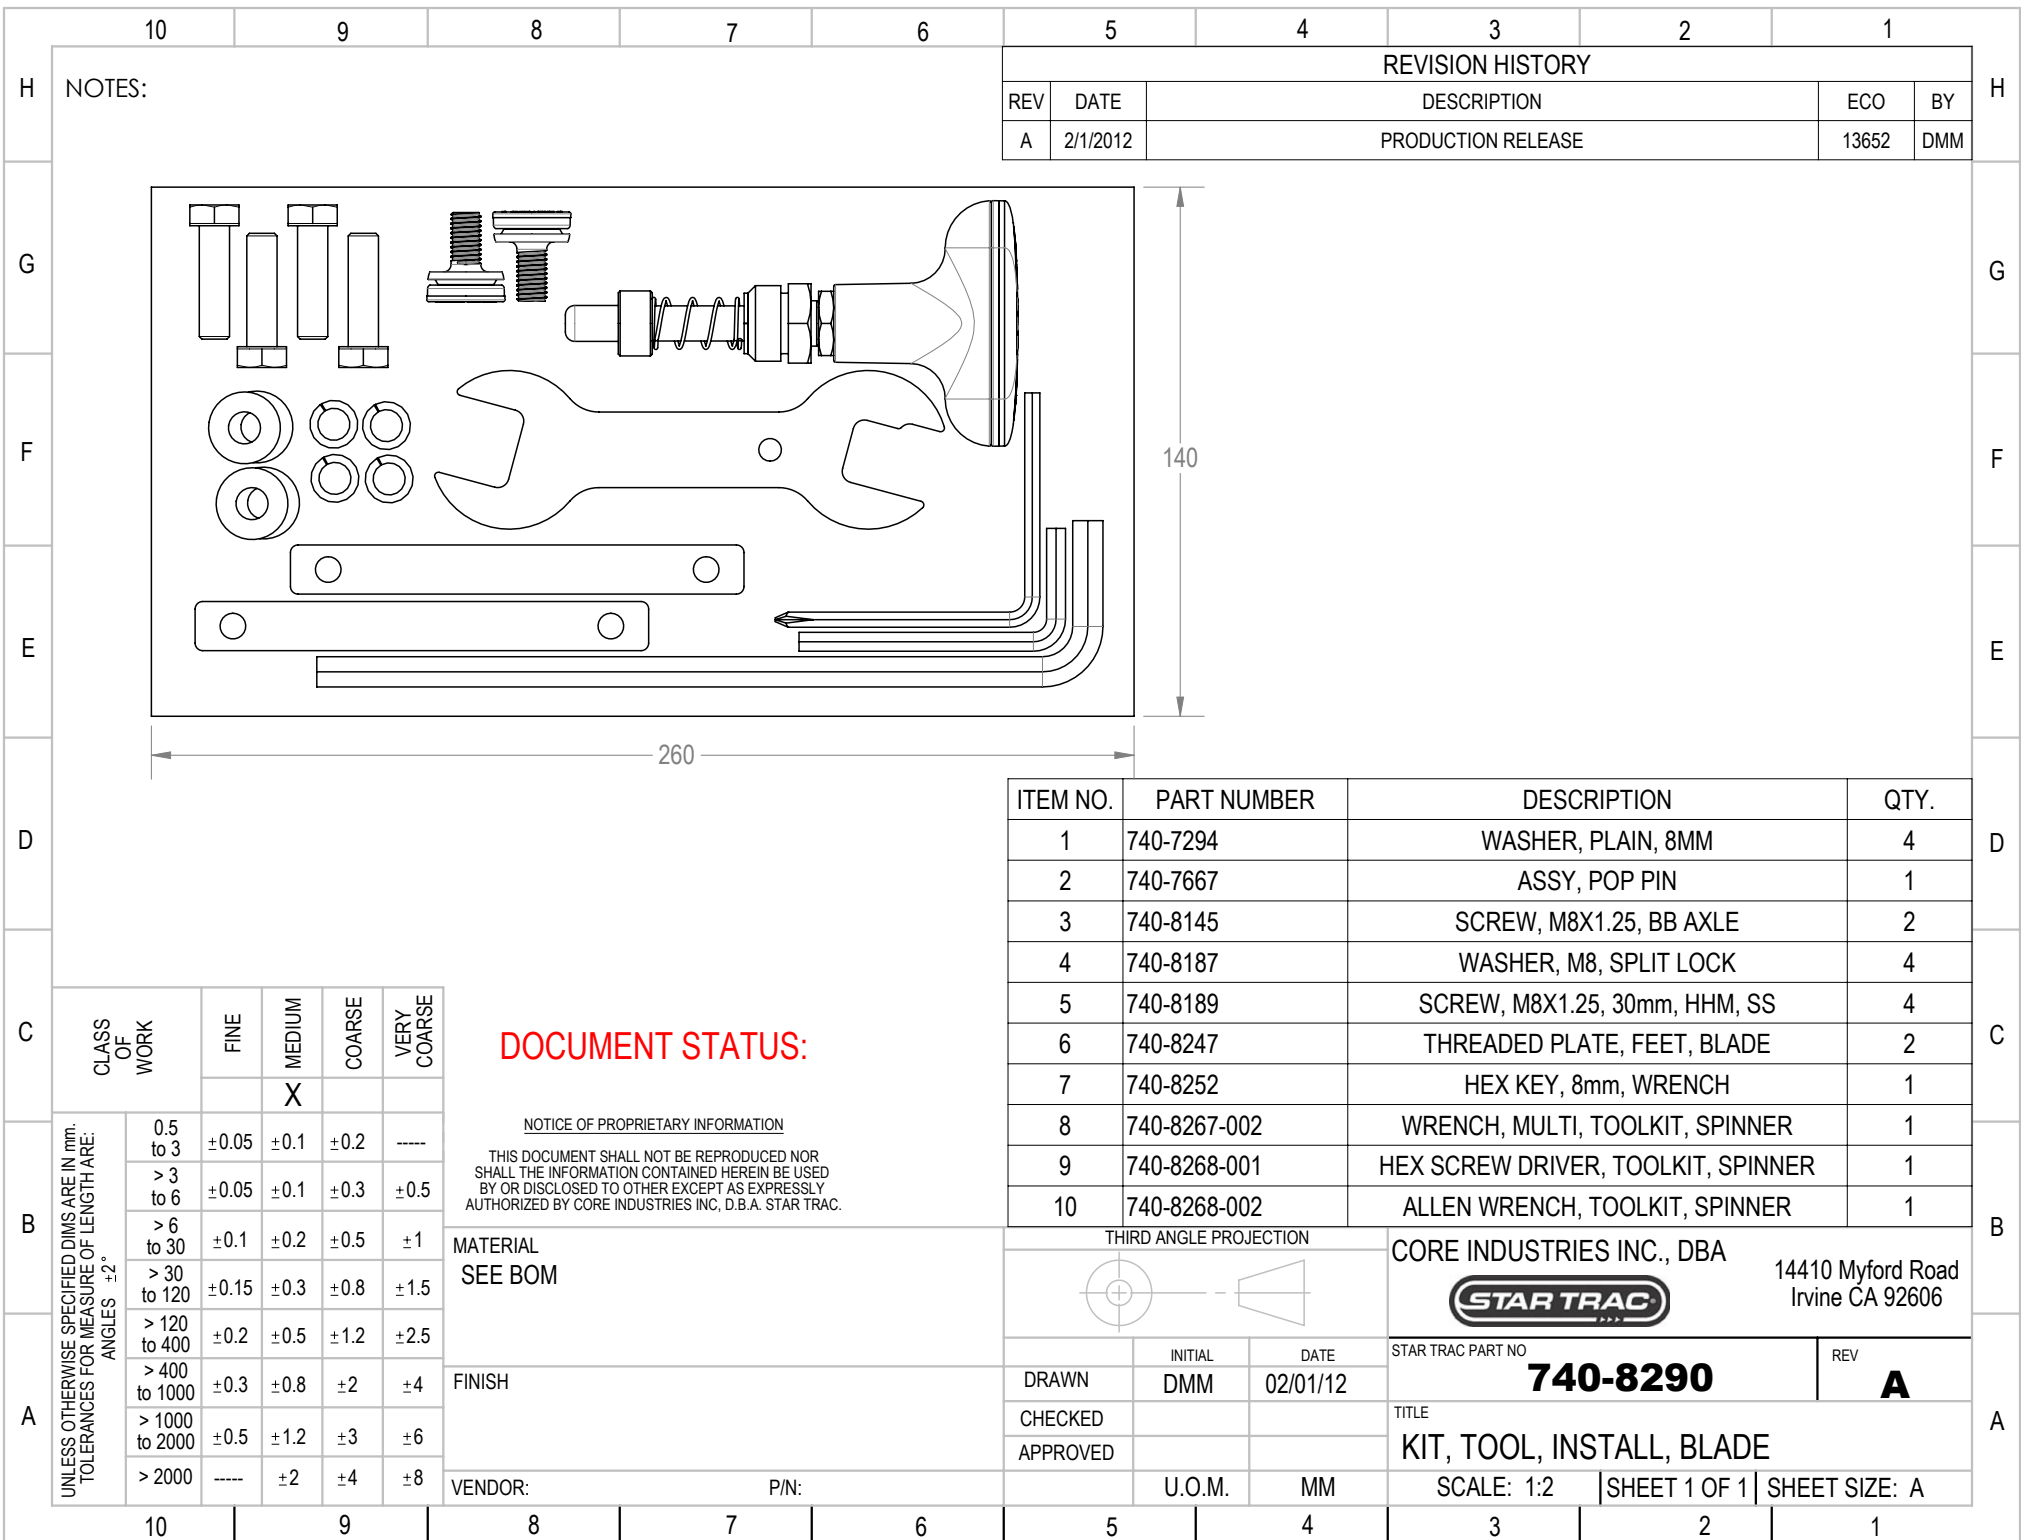 10 9 8 7 6 5 4 3 2 1
H
G
F
E
D
C
B
A
NOTES:
REVISION HISTORY
REV DATE DESCRIPTION ECO BY
A 2/1/2012 PRODUCTION RELEASE 13652 DMM
H
G
F
E
D
C
B
A
140
260
ITEM NO. PART NUMBER DESCRIPTION QTY.
1 740-7294 WASHER, PLAIN, 8MM 4
2 740-7667 ASSY, POP PIN 1
3 740-8145 SCREW, M8X1.25, BB AXLE 2
4 740-8187 WASHER, M8, SPLIT LOCK 4
5 740-8189 SCREW, M8X1.25, 30mm, HHM, SS 4
6 740-8247 THREADED PLATE, FEET, BLADE 2
7 740-8252 HEX KEY, 8mm, WRENCH 1
8 740-8267-002 WRENCH, MULTI, TOOLKIT, SPINNER 1
9 740-8268-001 HEX SCREW DRIVER, TOOLKIT, SPINNER 1
10 740-8268-002 ALLEN WRENCH, TOOLKIT, SPINNER 1
CLASS
OF
WORK
FINE
MEDIUM
COARSE
VERY
COARSE
X
UNLESS OTHERWISE SPECIFIED DIMS ARE IN mm.
TOLERANCES FOR MEASURE OF LENGTH ARE:
ANGLES ±2°
0.5
to 3 ±0.05 ±0.1 ±0.2 -----
> 3
to 6 ±0.05 ±0.1 ±0.3 ±0.5
> 6
to 30 ±0.1 ±0.2 ±0.5 ±1
> 30
to 120 ±0.15 ±0.3 ±0.8 ±1.5
> 120
to 400 ±0.2 ±0.5 ±1.2 ±2.5
> 400
to 1000 ±0.3 ±0.8 ±2 ±4
> 1000
to 2000 ±0.5 ±1.2 ±3 ±6
> 2000 ----- ±2 ±4 ±8
DOCUMENT STATUS:
NOTICE OF PROPRIETARY INFORMATION
THIS DOCUMENT SHALL NOT BE REPRODUCED NOR
SHALL THE INFORMATION CONTAINED HEREIN BE USED
BY OR DISCLOSED TO OTHER EXCEPT AS EXPRESSLY
AUTHORIZED BY CORE INDUSTRIES INC, D.B.A. STAR TRAC.
MATERIAL
SEE BOM
FINISH
VENDOR: P/N:
THIRD ANGLE PROJECTION
INITIAL DATE
DRAWN DMM 02/01/12
CHECKED
APPROVED
U.O.M. MM
CORE INDUSTRIES INC., DBA
STAR TRAC
14410 Myford Road
Irvine CA 92606
STAR TRAC PART NO
740-8290
REV
A
TITLE
KIT, TOOL, INSTALL, BLADE
SCALE: 1:2 SHEET 1 OF 1 SHEET SIZE: A
10 9 8 7 6 5 4 3 2 1